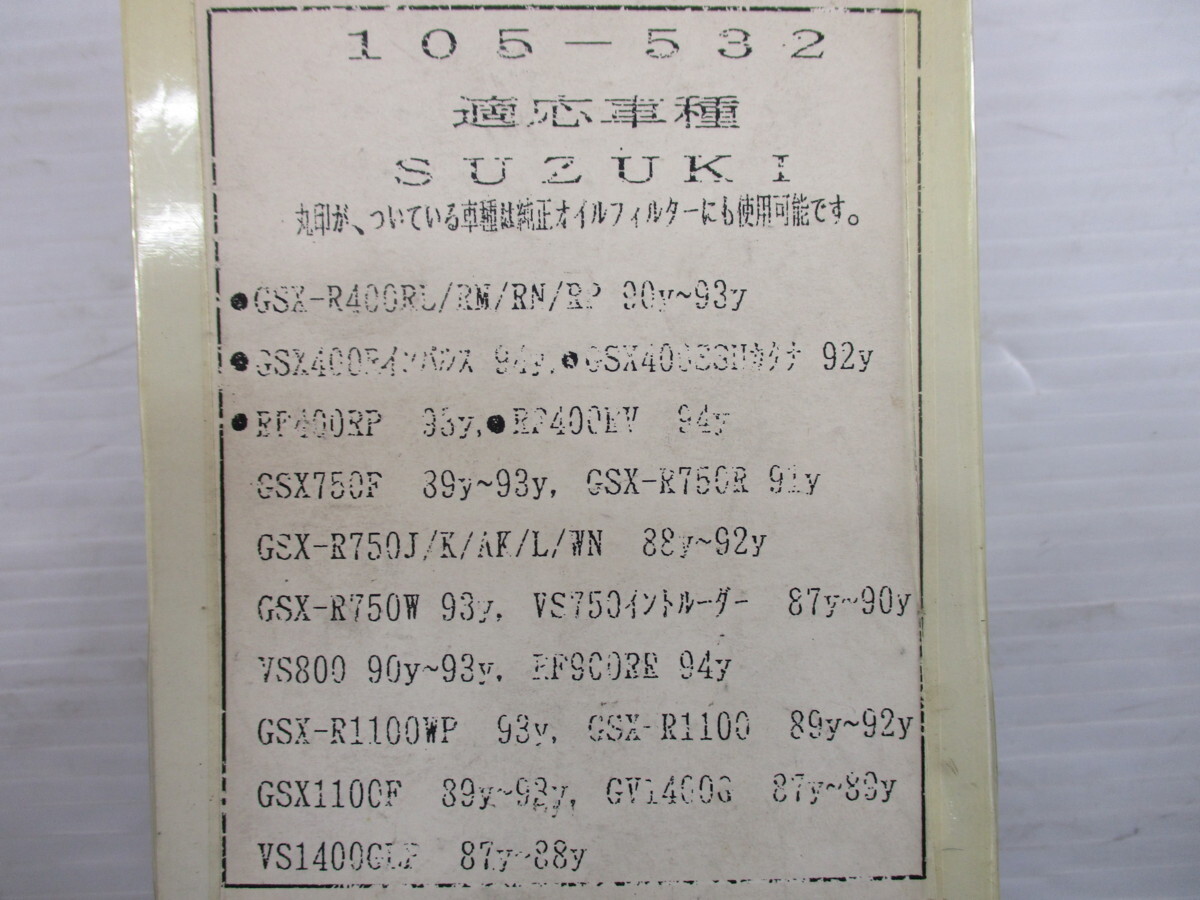 105-532
適応車種
SUZUKI
丸印が、ついている車種は純正オイルフィルターにも使用可能です。
●GSX-R400RL/RM/RN/RP 90y~93y
●GSX400Rインパルス 94y,●GSX400SSHカタナ 92y
●RF400RP 93y,●RF400RV 94y
GSX750F 89y~93y, GSX-R750R 91y
GSX-R750J/K/AK/L/WN 88y~92y
GSX-R750W 93y, VS750イントルーダー 87y~90y
VS800 90y~93y, RF900RR 94y
GSX-R1100WP 93y, GSX-R1100 89y~92y
GSX1100F 89y~93y, GV1400G 87y~89y
VS1400GLP 87y~88y